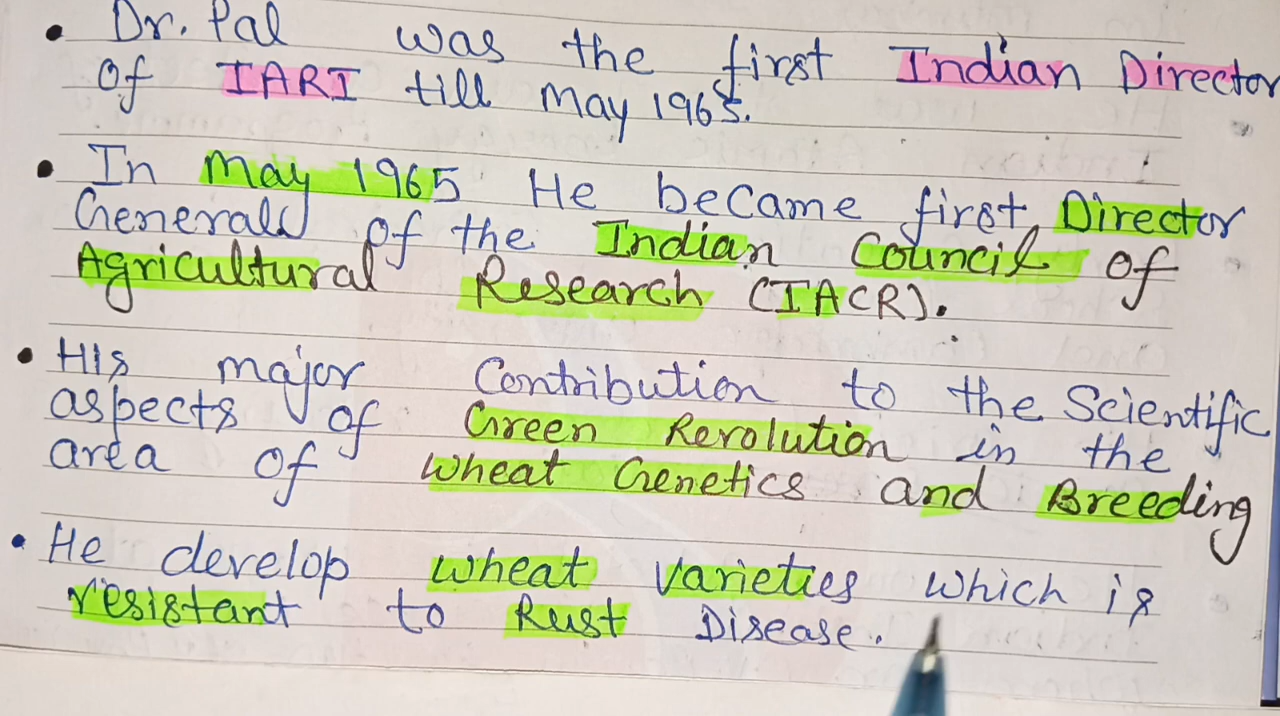 • Dr. Pal was the first Indian Director
of IARI till May 1965.
• In May 1965 He became first Director
General of the Indian Council of
Agricultural Research (IACR).
• His major Contribution to the Scientific
aspects of Green Revolution in the
area of wheat Genetics and Breeding
• He develop wheat varieties which is
resistant to Rust Disease.